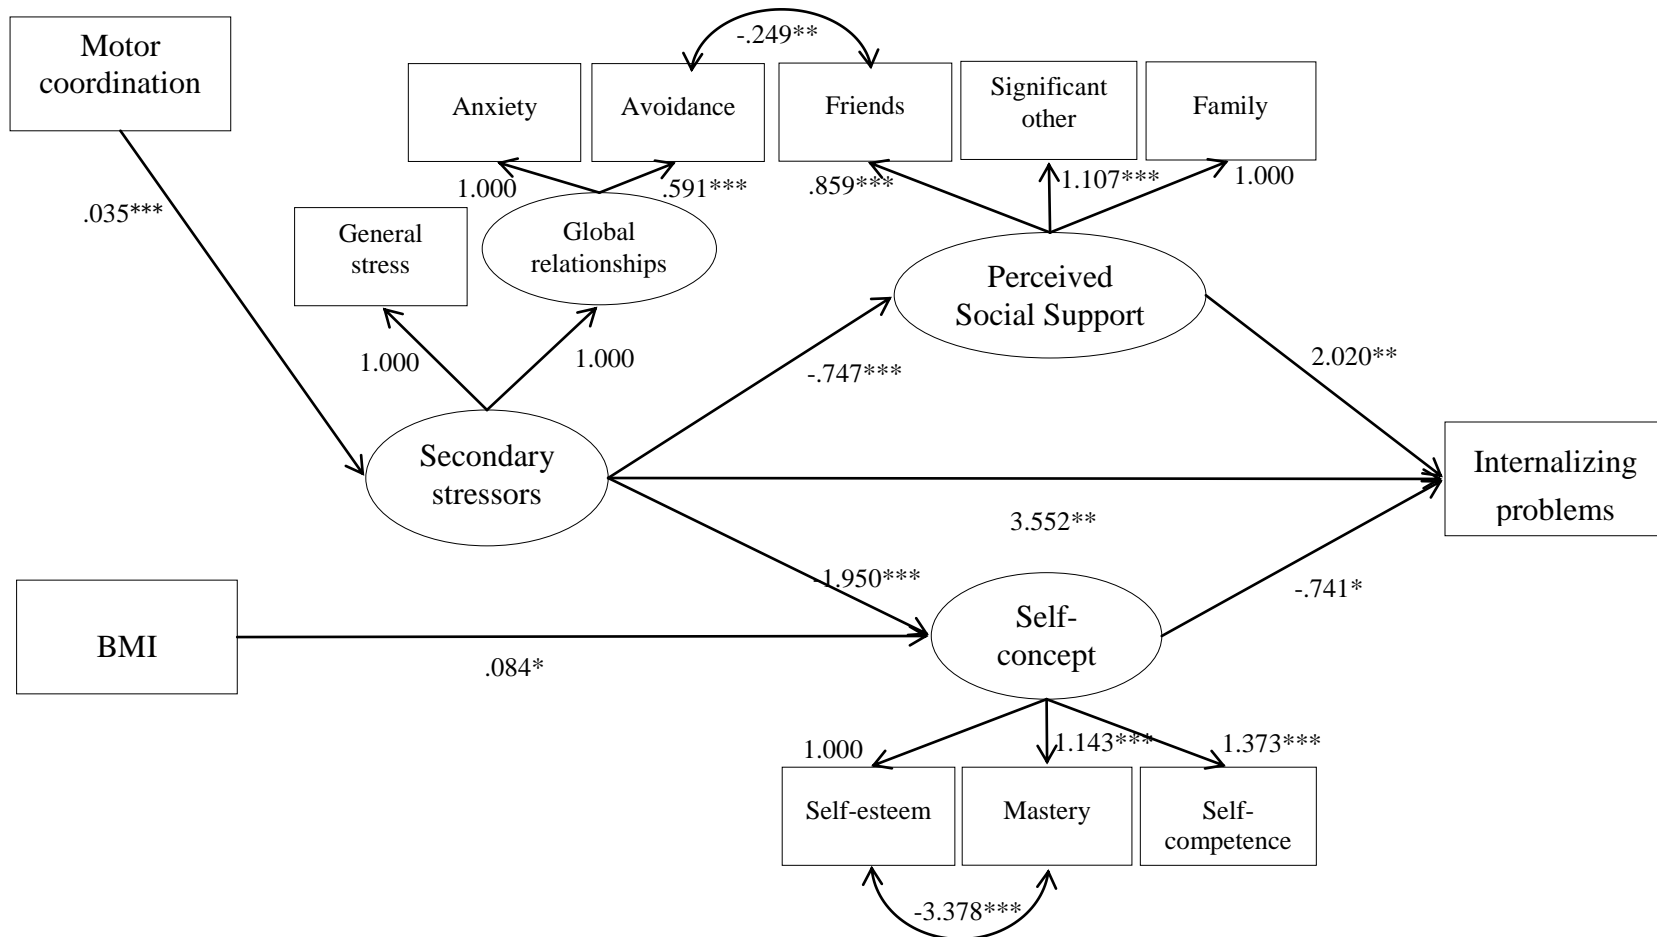 Motor
coordination
-.249**
Anxiety
Avoidance
Friends
Significant
other
Family
1.000
.591***
.859***
1.107***
1.000
.035***
General
stress
Global
relationships
Perceived
Social Support
1.000
1.000
-.747***
2.020**
Secondary
stressors
Internalizing
problems
3.552**
-1.950***
-.741*
BMI
.084*
Self-
concept
1.000
1.143***
1.373***
Self-esteem
Mastery
Self-
competence
-3.378***